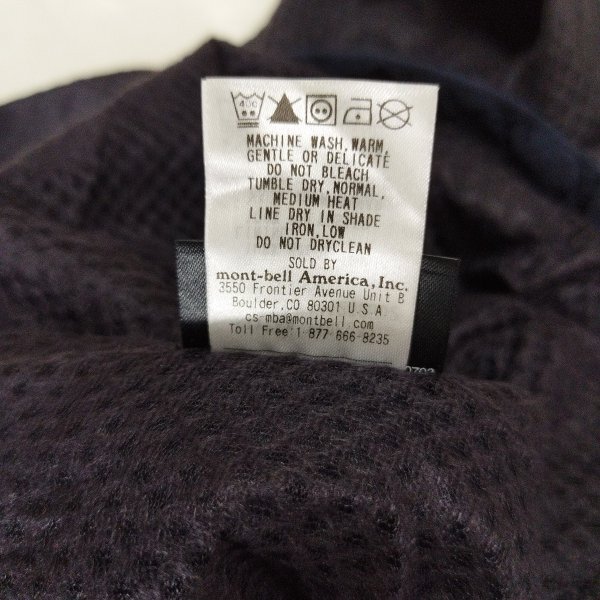 40C
MACHINE WASH, WARM,
GENTLE OR DELICATE
DO NOT BLEACH
TUMBLE DRY, NORMAL,
MEDIUM HEAT
LINE DRY IN SHADE
IRON, LOW
DO NOT DRYCLEAN
SOLD BY
mont-bell America, Inc.
3550 Frontier Avenue Unit B
Boulder, CO 80301 U.S.A
cs-mba@montbell.com
Toll Free:1-877-666-8235